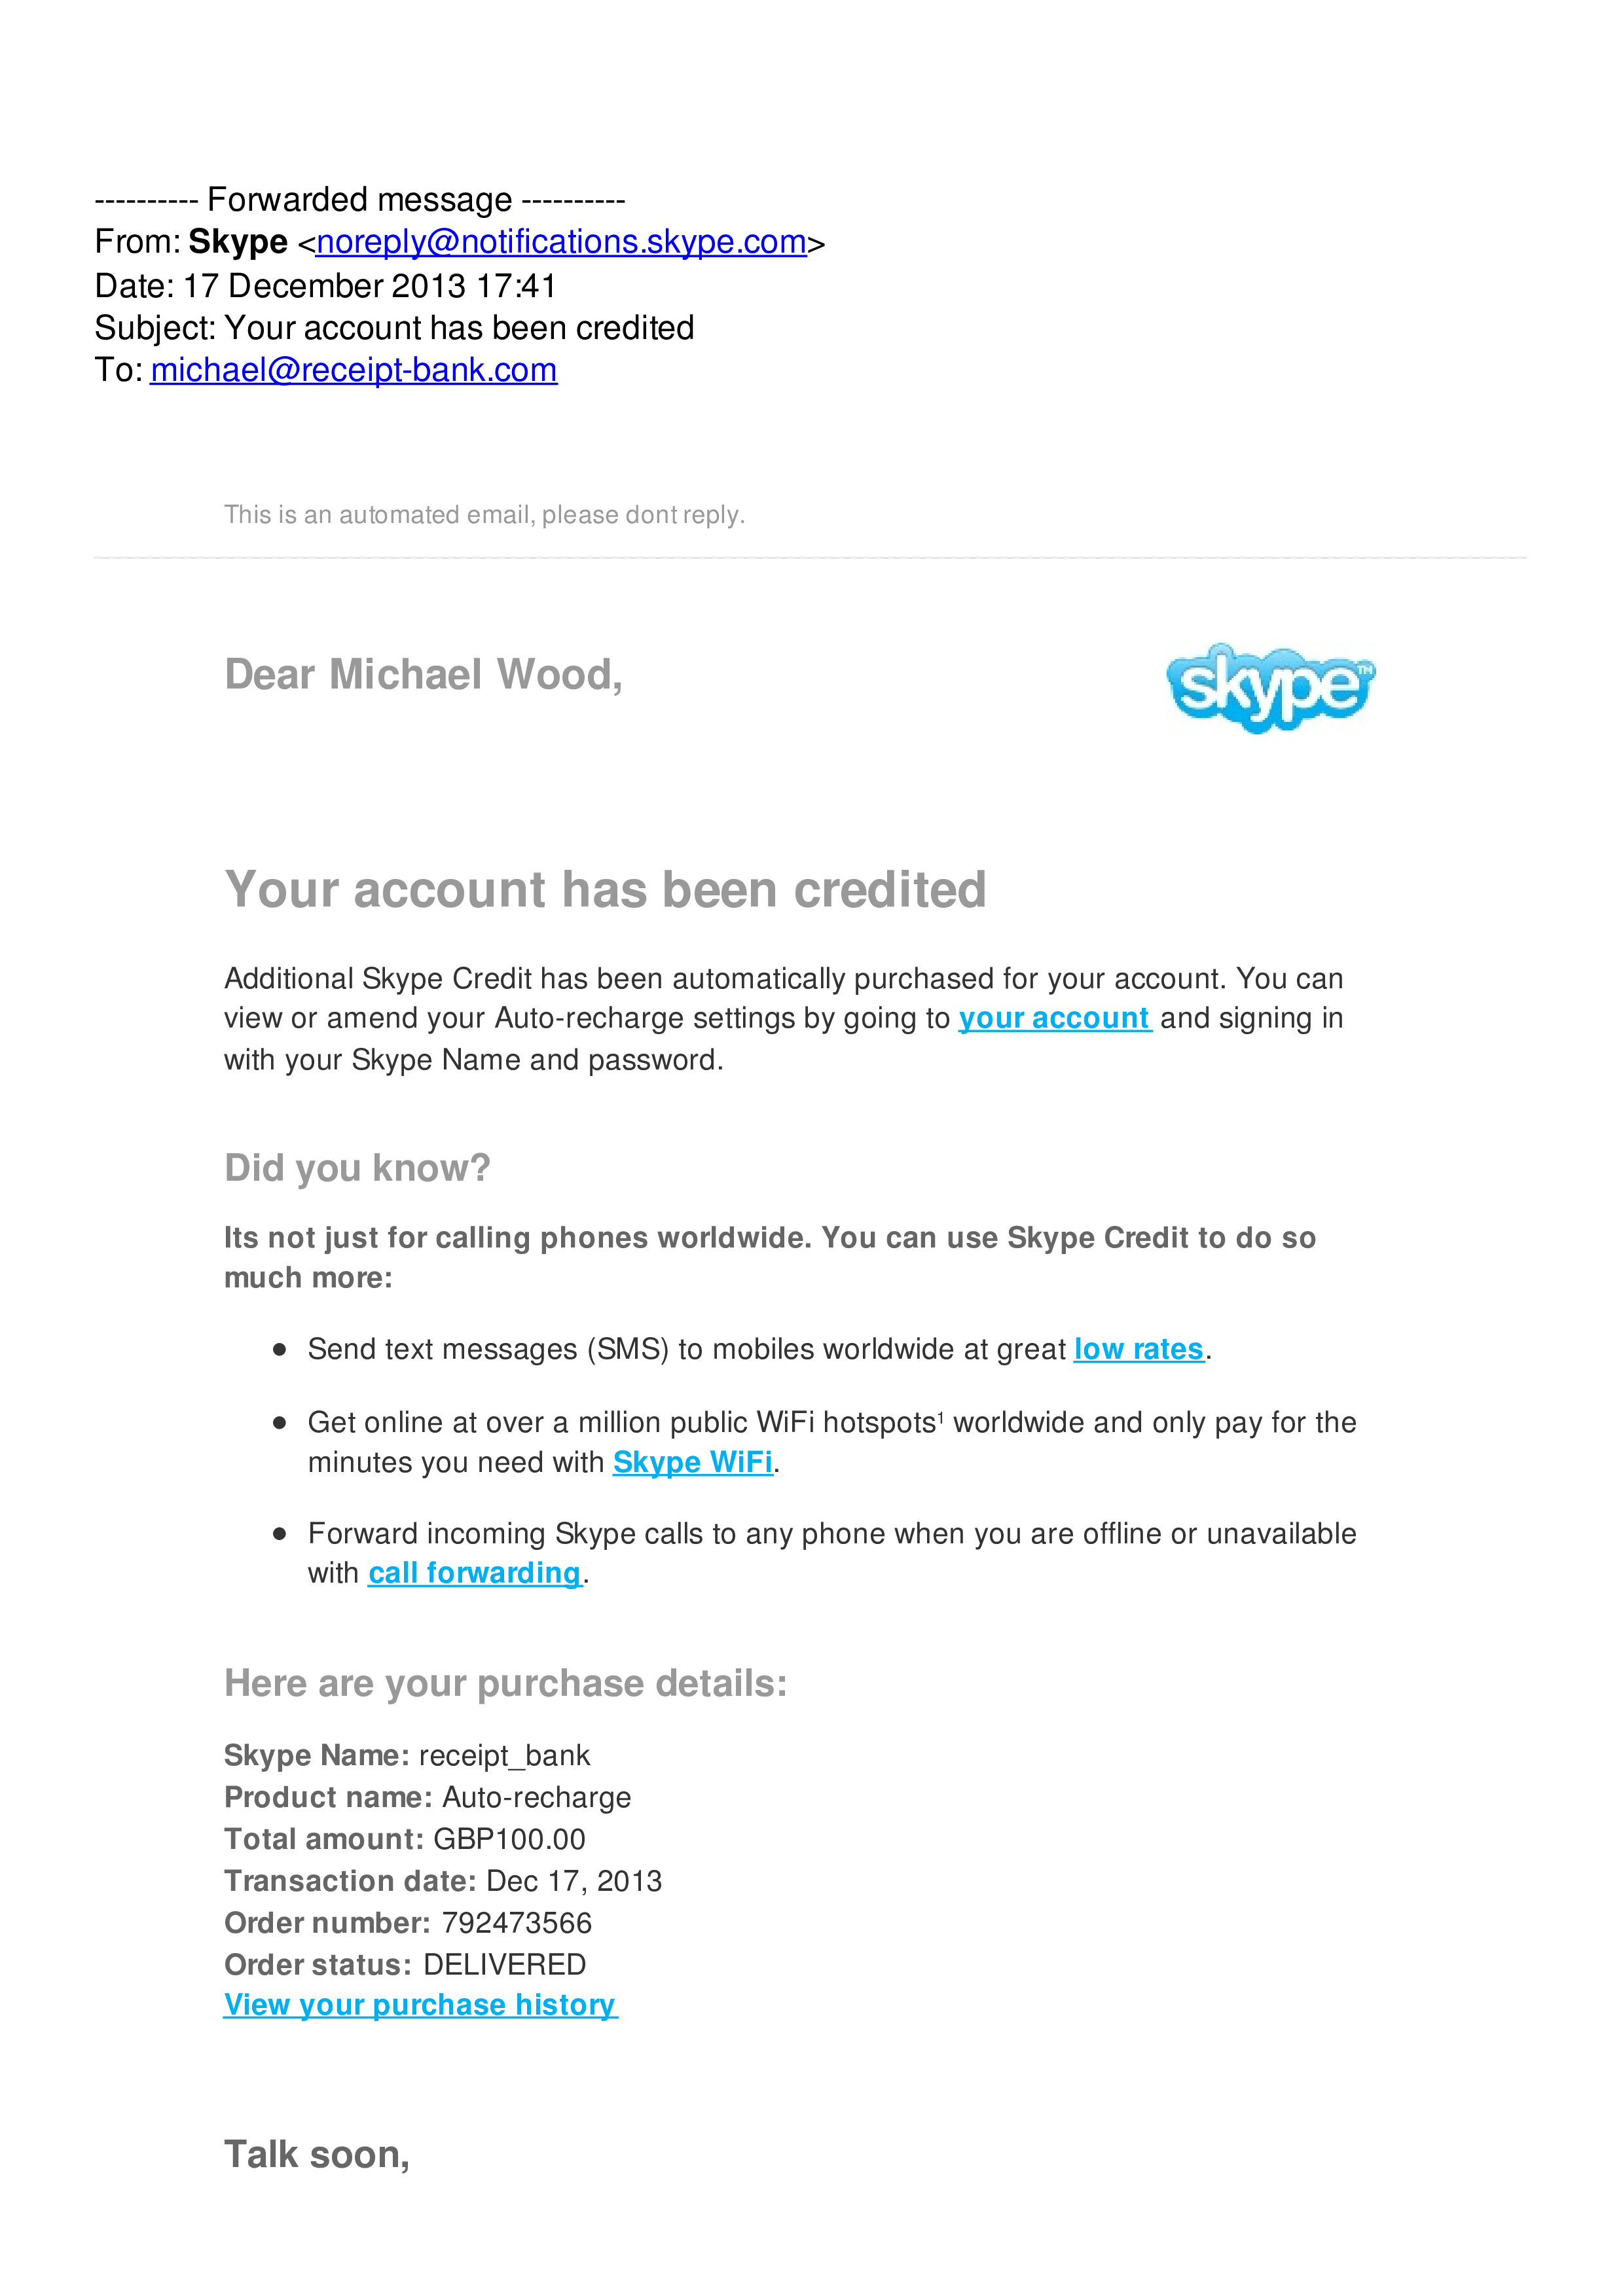 ---------- Forwarded message ----------
From: Skype <noreply@notifications.skype.com>
Date: 17 December 2013 17:41
Subject: Your account has been credited
To: michael@receipt-bank.com
This is an automated email, please dont reply.
Dear Michael Wood,
skype™
Your account has been credited
Additional Skype Credit has been automatically purchased for your account. You can
view or amend your Auto-recharge settings by going to your account and signing in
with your Skype Name and password.
Did you know?
Its not just for calling phones worldwide. You can use Skype Credit to do so
much more:
● Send text messages (SMS) to mobiles worldwide at great low rates.
● Get online at over a million public WiFi hotspots¹ worldwide and only pay for the
minutes you need with Skype WiFi.
● Forward incoming Skype calls to any phone when you are offline or unavailable
with call forwarding.
Here are your purchase details:
Skype Name: receipt_bank
Product name: Auto-recharge
Total amount: GBP100.00
Transaction date: Dec 17, 2013
Order number: 792473566
Order status: DELIVERED
View your purchase history
Talk soon,